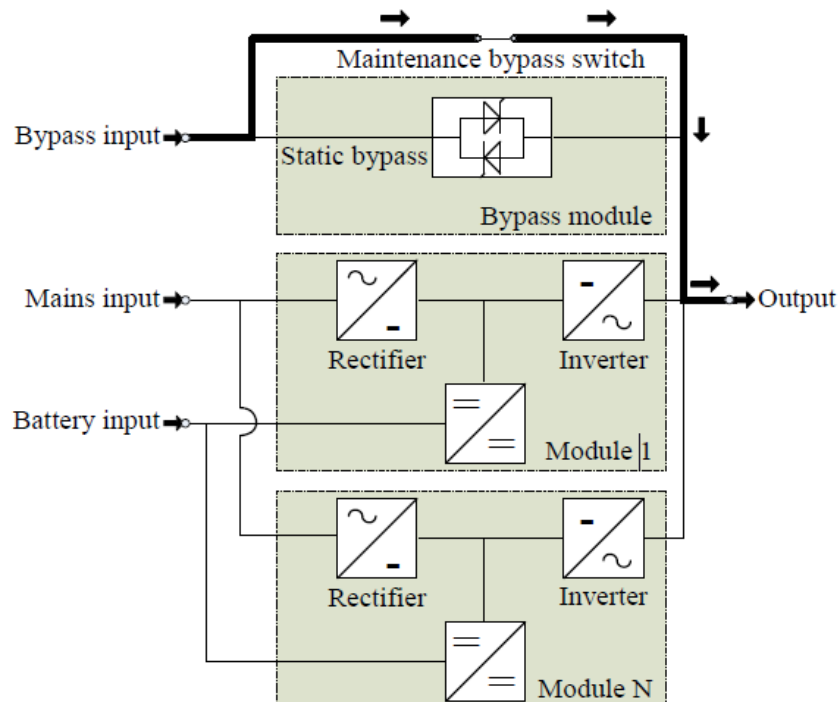 Maintenance bypass switch
Bypass input
Static bypass
Bypass module
Mains input
Output
Rectifier
Inverter
Battery input
Module 1
Rectifier
Inverter
Module N